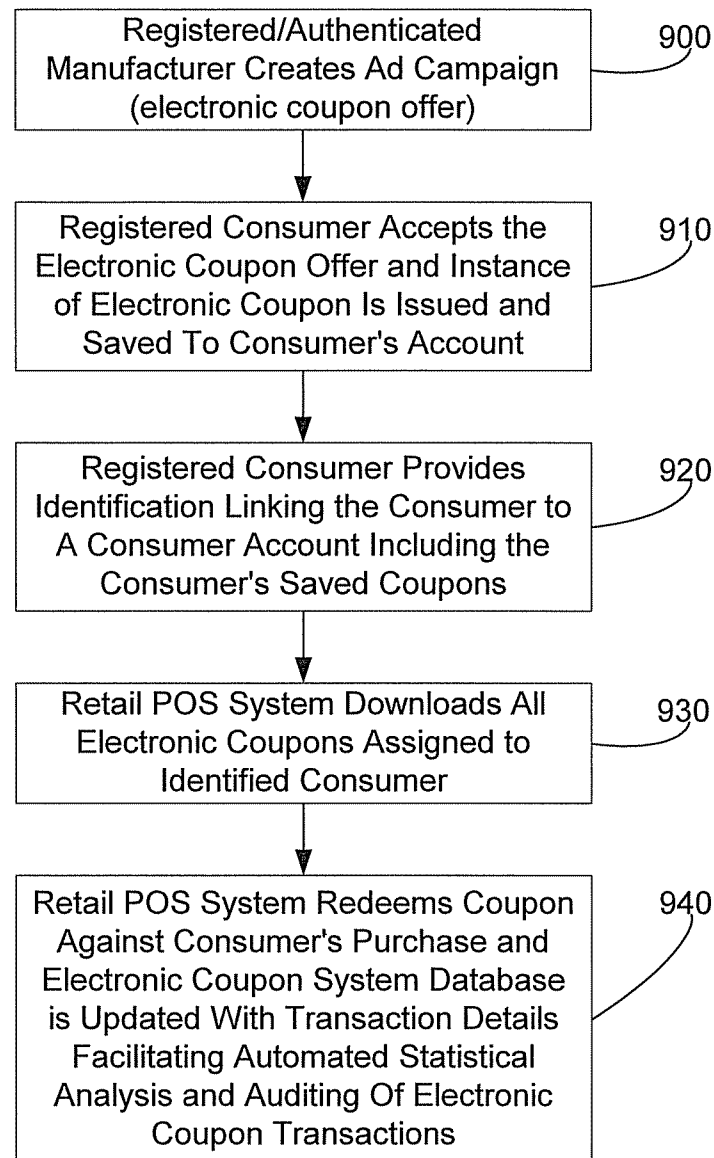 Registered/Authenticated
Manufacturer Creates Ad Campaign
(electronic coupon offer)
900
Registered Consumer Accepts the
Electronic Coupon Offer and Instance
of Electronic Coupon Is Issued and
Saved To Consumer's Account
910
Registered Consumer Provides
Identification Linking the Consumer to
A Consumer Account Including the
Consumer's Saved Coupons
920
Retail POS System Downloads All
Electronic Coupons Assigned to
Identified Consumer
930
Retail POS System Redeems Coupon
Against Consumer's Purchase and
Electronic Coupon System Database
is Updated With Transaction Details
Facilitating Automated Statistical
Analysis and Auditing Of Electronic
Coupon Transactions
940